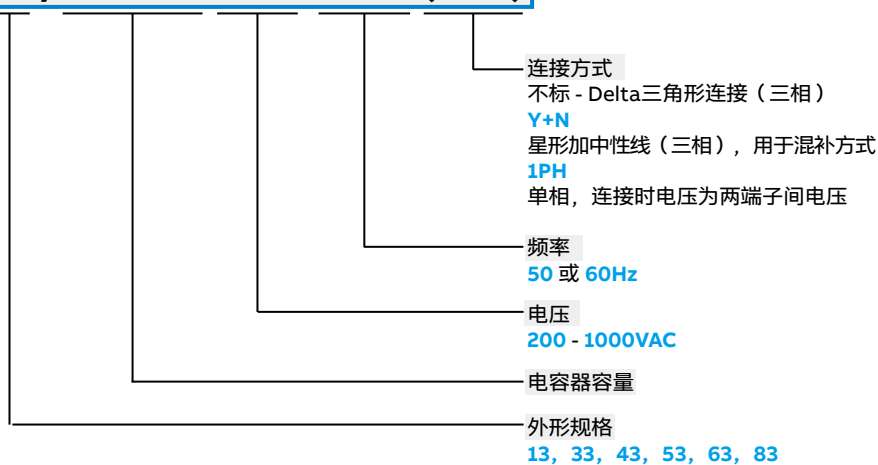 连接方式
不标 - Delta三角形连接（三相）
Y+N
星形加中性线（三相），用于混补方式
1PH
单相，连接时电压为两端子间电压
频率
50 或 60Hz
电压
200 - 1000VAC
电容器容量
外形规格
13，33，43，53，63，83